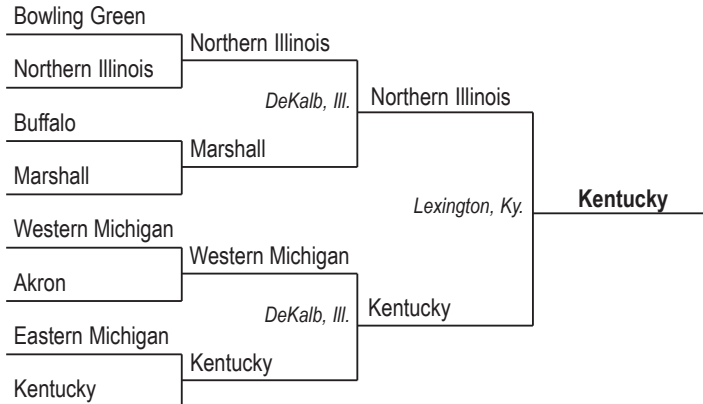 Bowling Green
Northern Illinois
Northern Illinois
DeKalb, Ill.
Northern Illinois
Buffalo
Marshall
Marshall
Lexington, Ky.
Kentucky
Western Michigan
Western Michigan
Akron
DeKalb, Ill.
Kentucky
Eastern Michigan
Kentucky
Kentucky